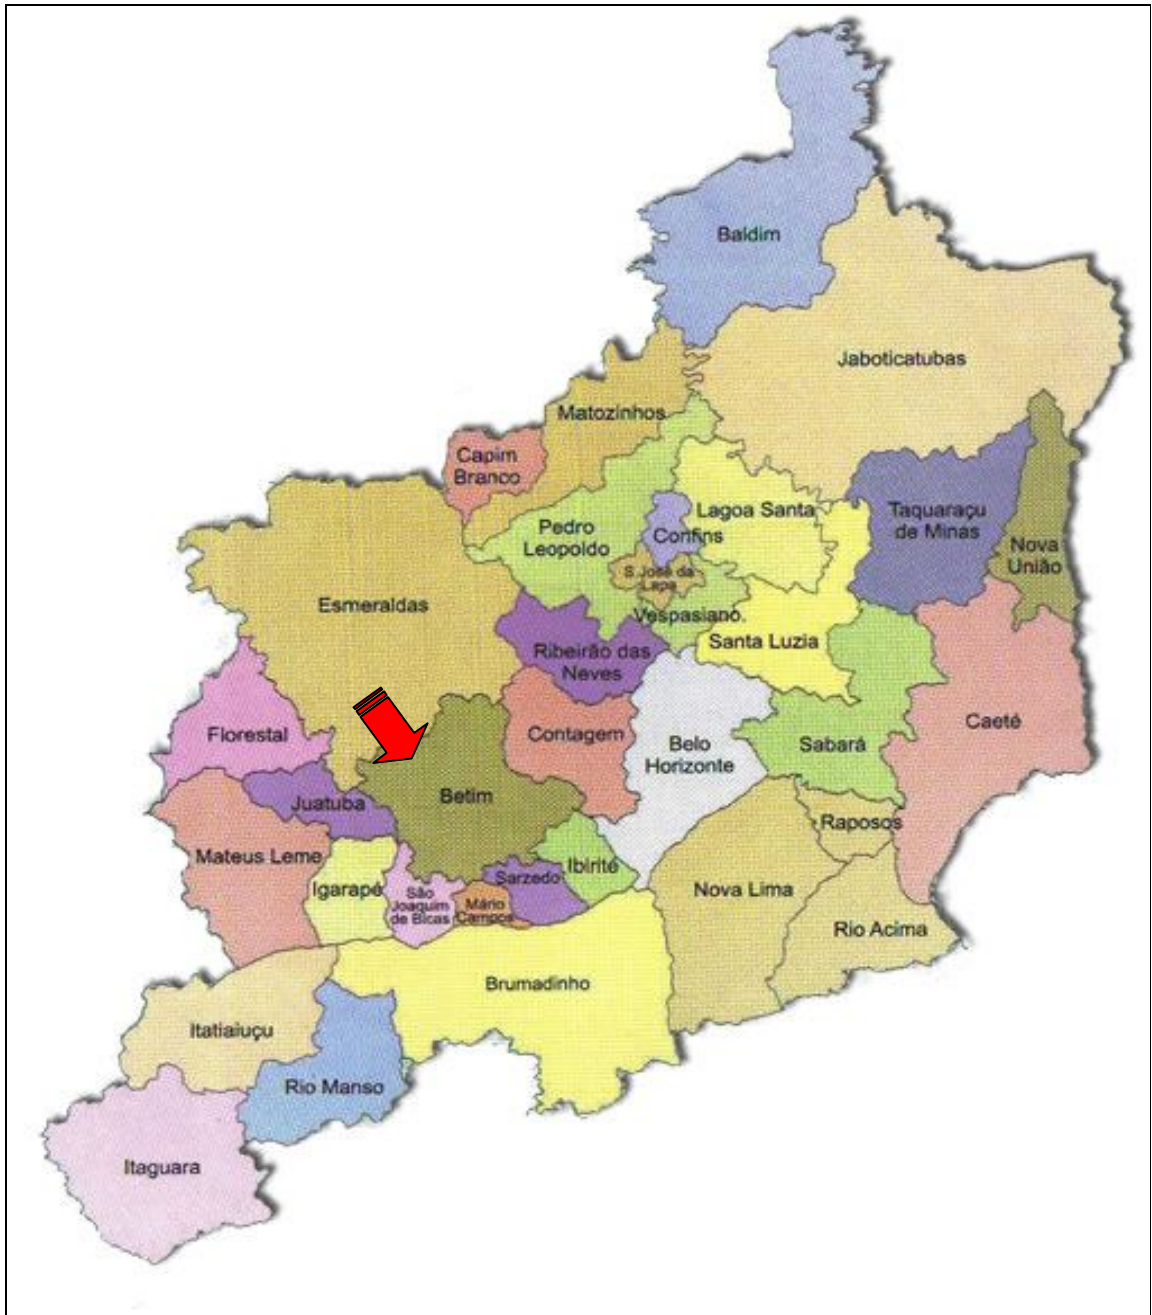 Baldim
Jaboticatubas
Matozinhos
Capim
Branco
Lagoa Santa
Taquaraçu
de Minas
Pedro
Leopoldo
Confins
Nova
União
S.José da
Lapa
Esmeraldas
Vespasiano.
Santa Luzia
Ribeirão das
Neves
Florestal
Contagem
Belo
Horizonte
Sabará
Caeté
Juatuba
Betim
Raposos
Mateus Leme
Igarapé
São
Joaquim
de Bicas
Mário
Campos
Sarzedo
Ibirité
Nova Lima
Rio Acima
Brumadinho
Itatiaiuçu
Rio Manso
Itaguara